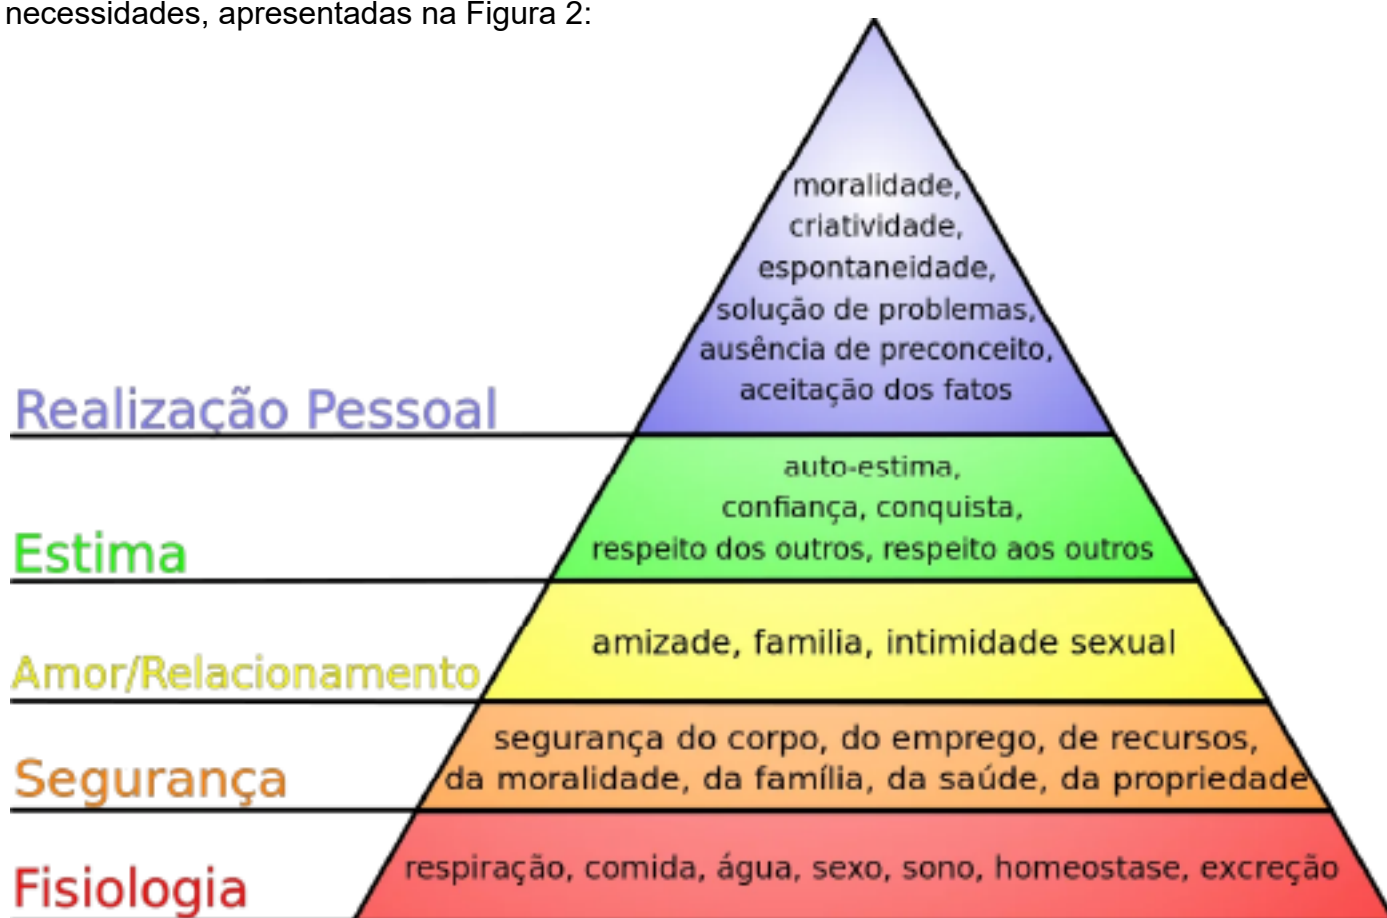 necessidades, apresentadas na Figura 2:
moralidade,
criatividade,
espontaneidade,
solução de problemas,
ausência de preconceito,
aceitação dos fatos
Realização Pessoal
auto-estima,
confiança, conquista,
respeito dos outros, respeito aos outros
Estima
amizade, familia, intimidade sexual
Amor/Relacionamento
segurança do corpo, do emprego, de recursos,
da moralidade, da família, da saúde, da propriedade
Segurança
respiração, comida, água, sexo, sono, homeostase, excreção
Fisiologia